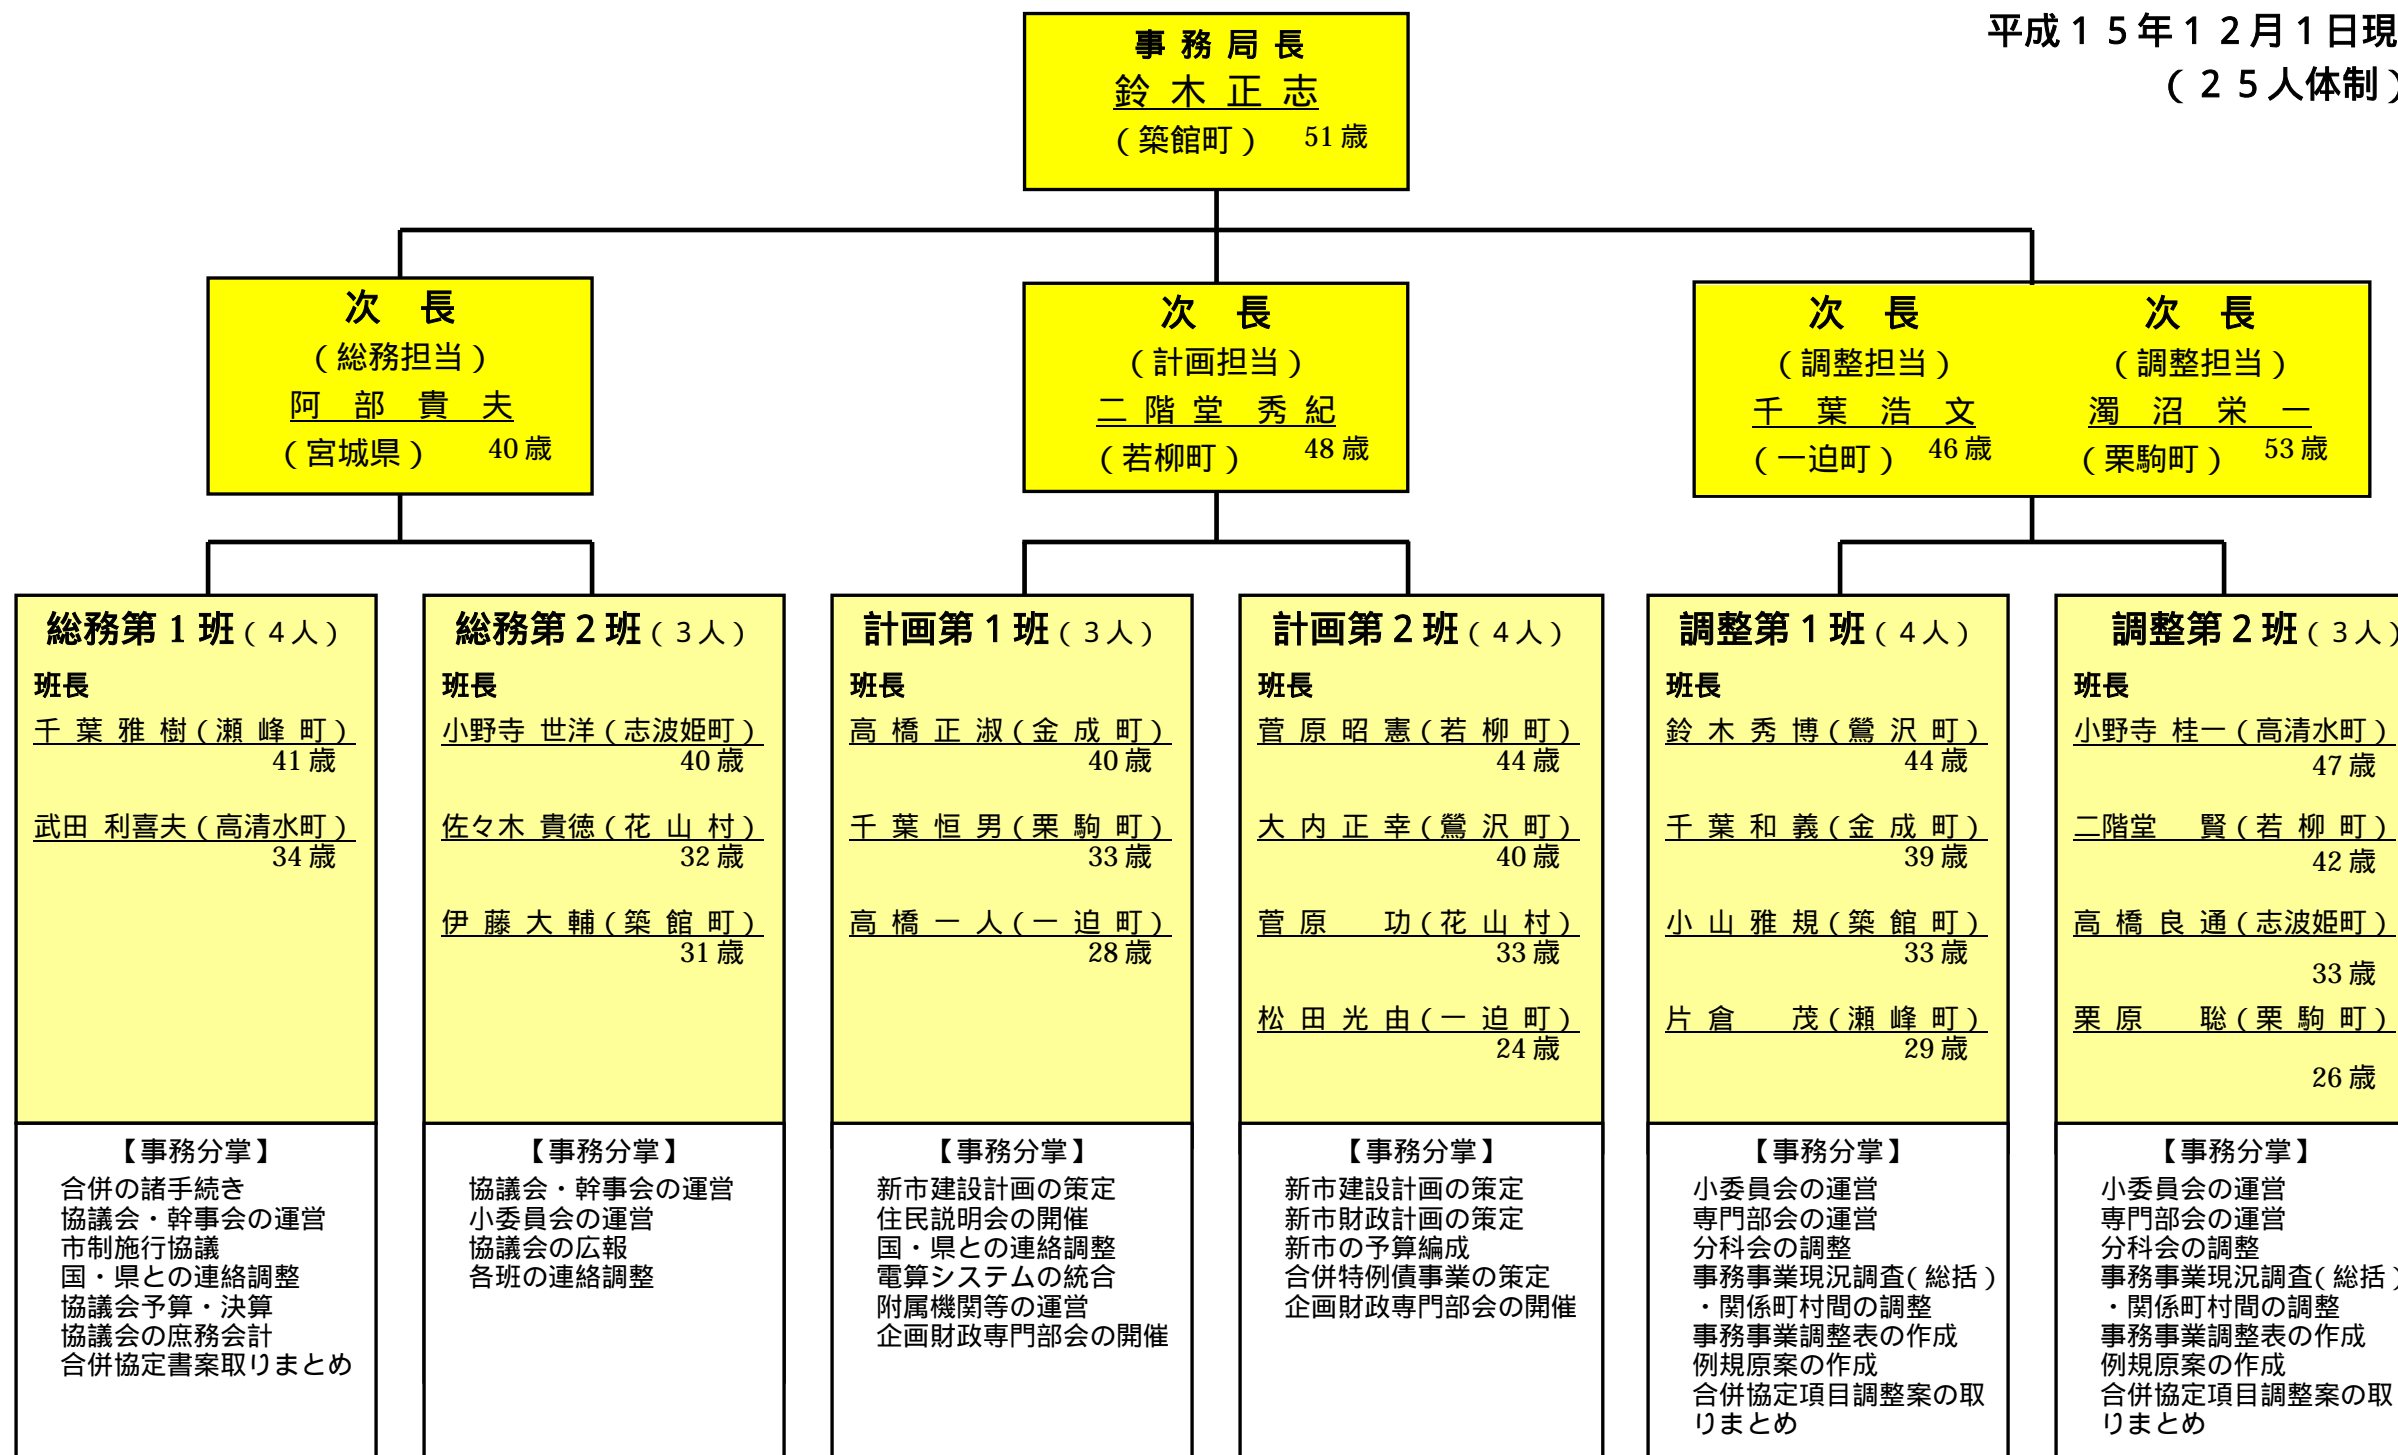 平成１５年１２月１日現
（２５人体制）
事務局長
鈴木正志
（築館町） 51歳
次 長
（総務担当）
阿部貴夫
（宮城県） 40歳
次 長
（計画担当）
二階堂 秀紀
（若柳町） 48歳
次 長
（調整担当）
千葉浩文
（一迫町） 46歳
次 長
（調整担当）
濁沼栄一
（栗駒町） 53歳
総務第１班（４人）
班長
千葉雅樹（瀬峰町）
41歳
武田 利喜夫（高清水町）
34歳
【事務分掌】
合併の諸手続き
協議会・幹事会の運営
市制施行協議
国・県との連絡調整
協議会予算・決算
協議会の庶務会計
合併協定書案取りまとめ
総務第２班（３人）
班長
小野寺 世洋（志波姫町）
40歳
佐々木 貴徳（花山村）
32歳
伊藤大輔（築館町）
31歳
【事務分掌】
協議会・幹事会の運営
小委員会の運営
協議会の広報
各班の連絡調整
計画第１班（３人）
班長
高橋正淑（金成町）
40歳
千葉恒男（栗駒町）
33歳
高橋一人（一迫町）
28歳
【事務分掌】
新市建設計画の策定
住民説明会の開催
国・県との連絡調整
電算システムの統合
附属機関等の運営
企画財政専門部会の開催
計画第２班（４人）
班長
菅原昭憲（若柳町）
44歳
大内正幸（鶯沢町）
40歳
菅原 功（花山村）
33歳
松田光由（一迫町）
24歳
【事務分掌】
新市建設計画の策定
新市財政計画の策定
新市の予算編成
合併特例債事業の策定
企画財政専門部会の開催
調整第１班（４人）
班長
鈴木秀博（鶯沢町）
44歳
千葉和義（金成町）
39歳
小山雅規（築館町）
33歳
片倉 茂（瀬峰町）
29歳
【事務分掌】
小委員会の運営
専門部会の運営
分科会の調整
事務事業現況調査(総括)
・関係町村間の調整
事務事業調整表の作成
例規原案の作成
合併協定項目調整案の取
りまとめ
調整第２班（３人）
班長
小野寺 桂一（高清水町）
47歳
二階堂 賢（若柳町）
42歳
高橋良通（志波姫町）
33歳
栗原 聡（栗駒町）
26歳
【事務分掌】
小委員会の運営
専門部会の運営
分科会の調整
事務事業現況調査(総括)
・関係町村間の調整
事務事業調整表の作成
例規原案の作成
合併協定項目調整案の取
りまとめ